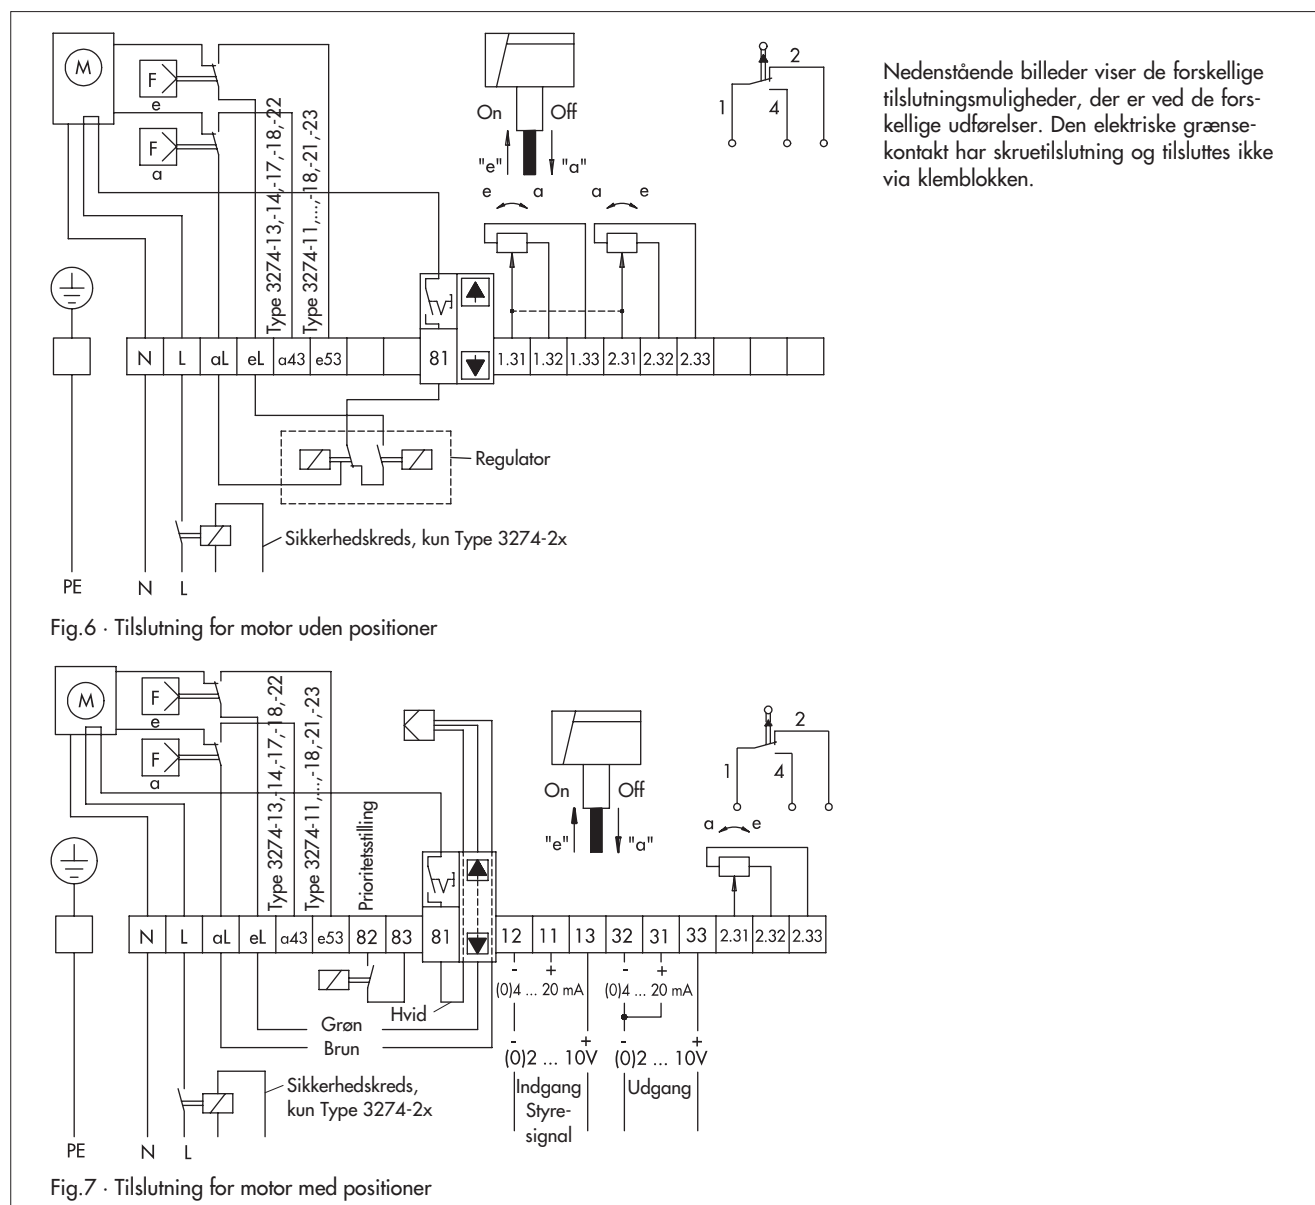 M
F
e
F
a
Type 3274-13,-14,-17,-18,-22
Type 3274-11,...,-18,-21,-23
On Off
"e" "a"
e a a e
1 4 2
Nedenstående billeder viser de forskellige
tilslutningsmuligheder, der er ved de fors-
kellige udførelser. Den elektriske grænse-
kontakt har skruetilslutning og tilsluttes ikke
via klemblokken.
N L aL eL a43 e53 81 1.31 1.32 1.33 2.31 2.32 2.33
Regulator
Sikkerhedskreds, kun Type 3274-2x
PE N L
Fig.6 · Tilslutning for motor uden positioner
M
F
e
F
a
Type 3274-13,-14,-17,-18,-22
Type 3274-11,...,-18,-21,-23
Prioritetsstilling
On Off
"e" "a"
1 4 2
a e
N L aL eL a43 e53 82 83 81 12 11 13 32 31 33 2.31 2.32 2.33
- + - +
(0)4 ... 20 mA (0)4 ... 20 mA
Hvid
Grøn
Brun
- + - +
(0)2 ... 10V (0)2 ... 10V
Indgang
Styre-
signal
Udgang
Sikkerhedskreds,
kun Type 3274-2x
PE N L
Fig.7 · Tilslutning for motor med positioner